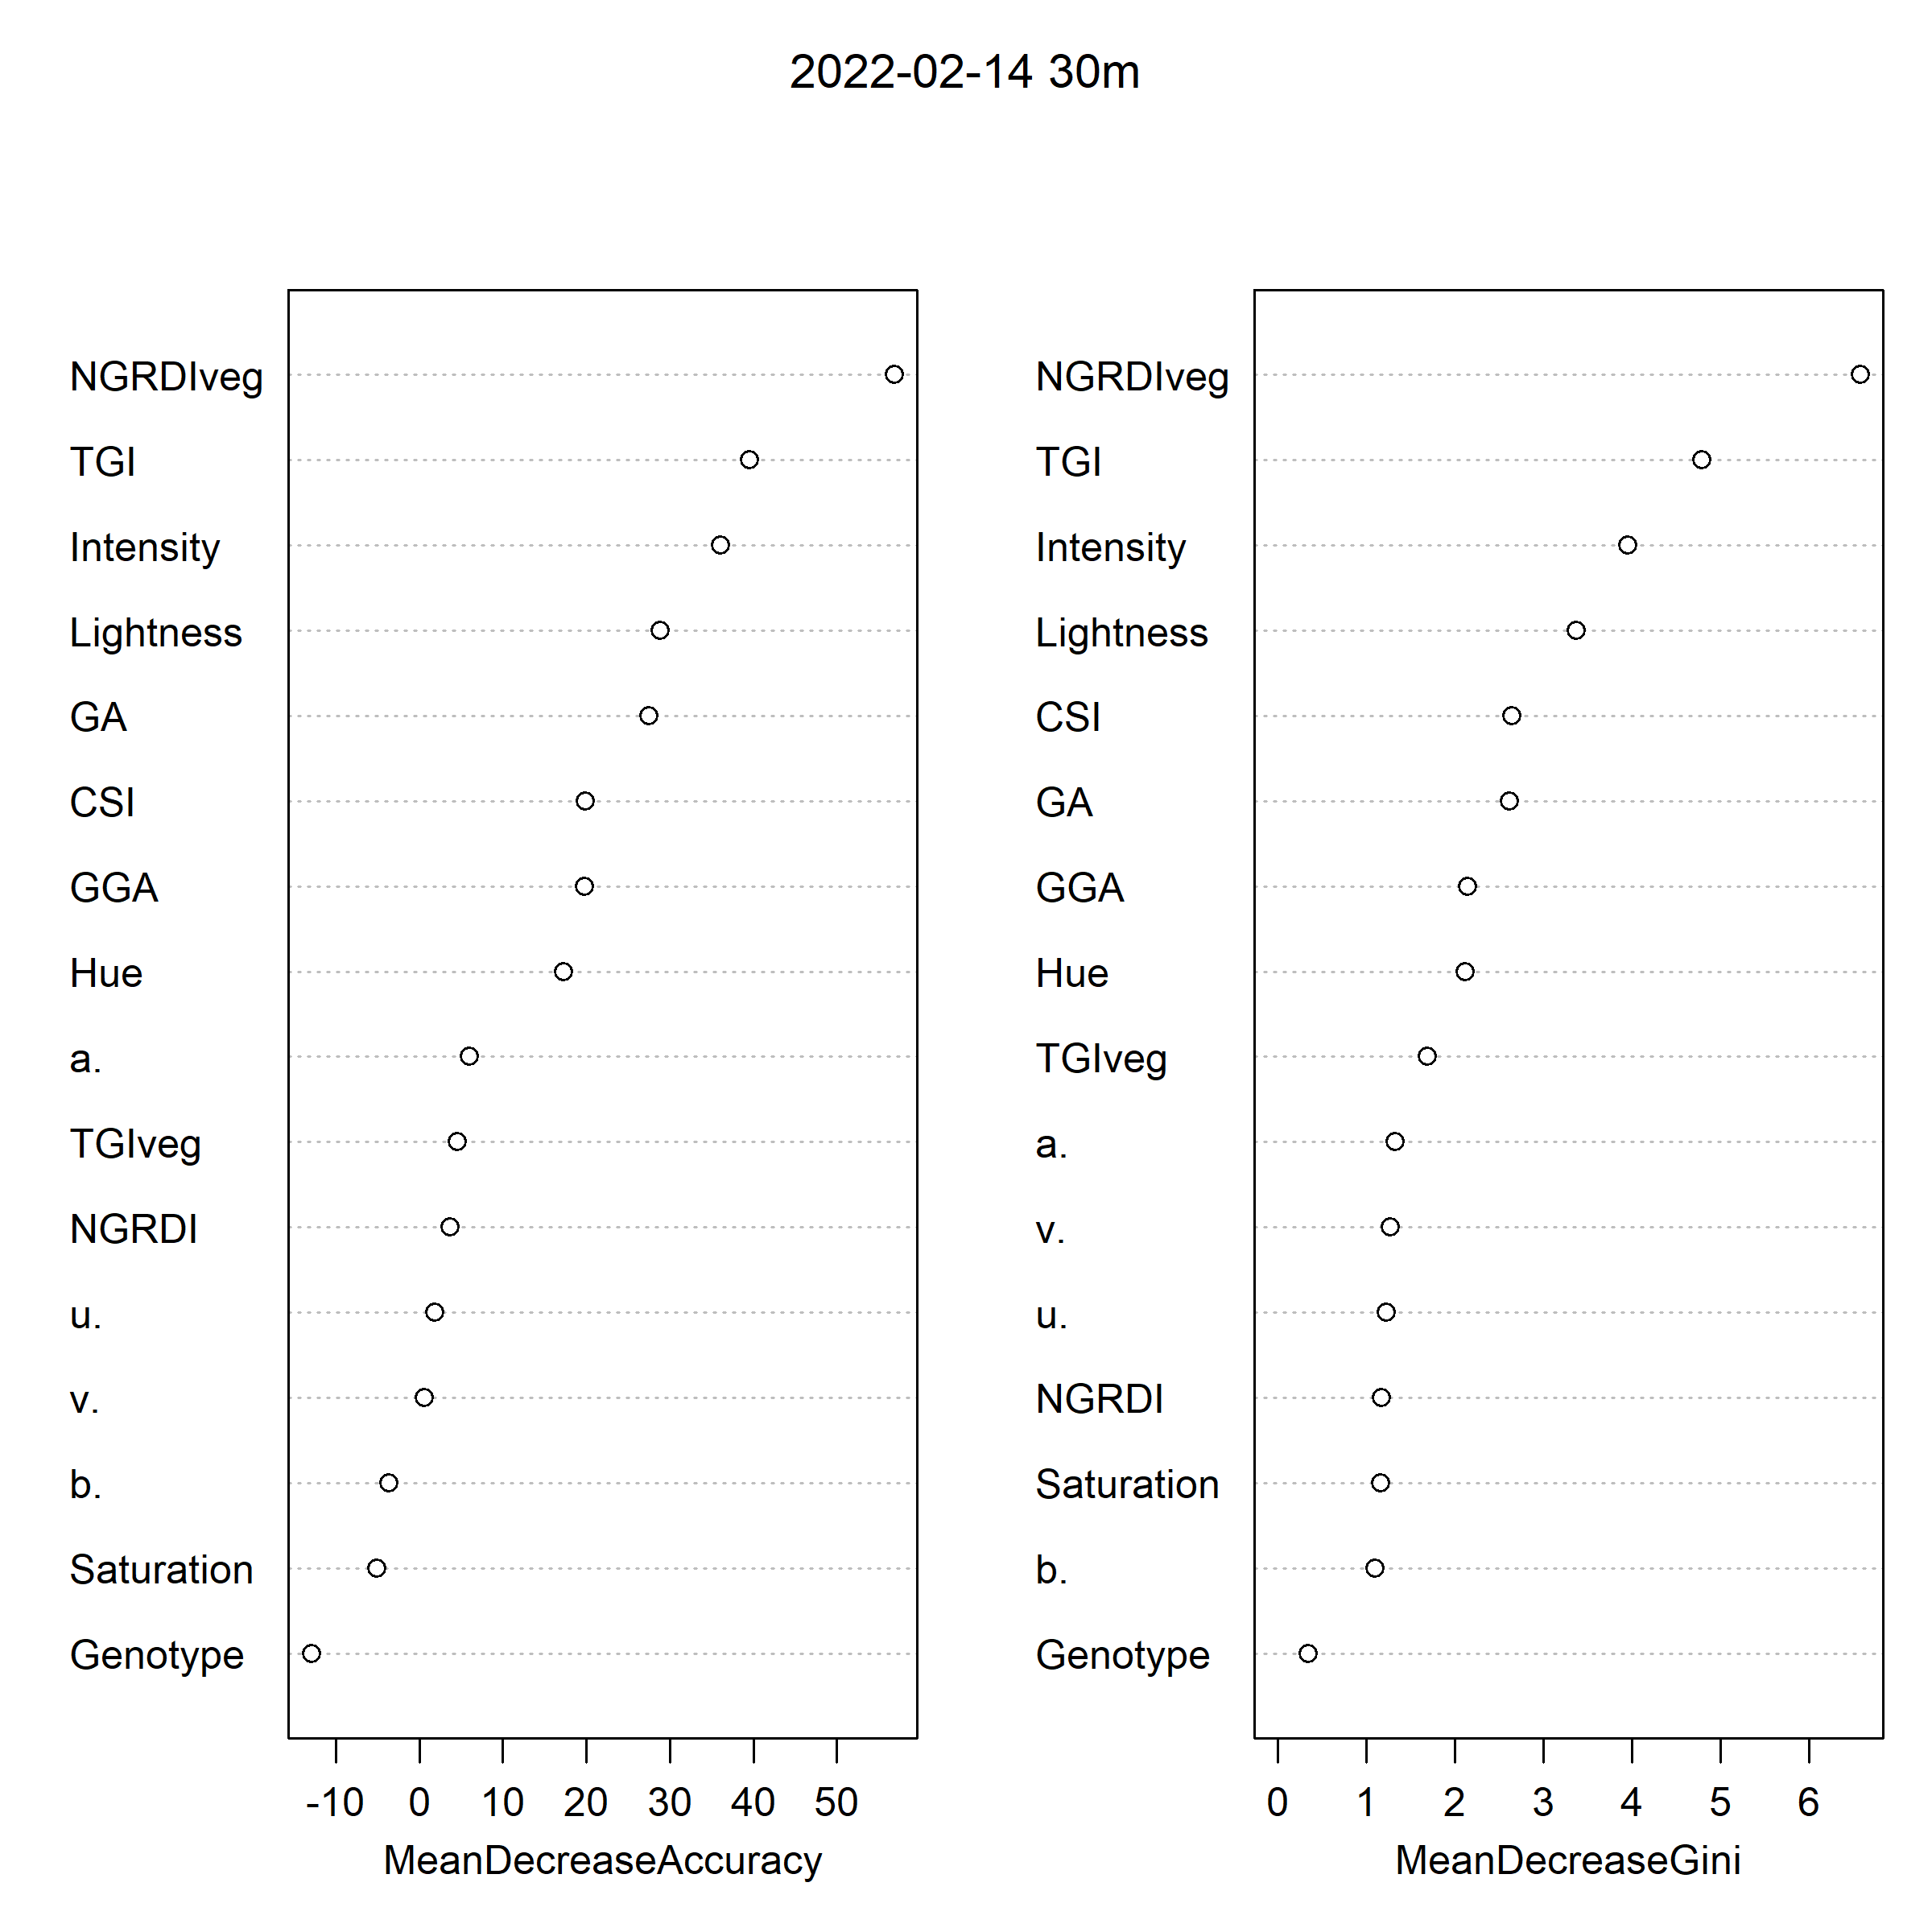 2022-02-14 30m
NGRDIveg
TGI
Intensity
Lightness
GA
CSI
GGA
Hue
a.
TGIveg
NGRDI
u.
v.
b.
Saturation
Genotype
-10 0 10 20 30 40 50
MeanDecreaseAccuracy
NGRDIveg
TGI
Intensity
Lightness
CSI
GA
GGA
Hue
TGIveg
a.
v.
u.
NGRDI
Saturation
b.
Genotype
0 1 2 3 4 5 6
MeanDecreaseGini